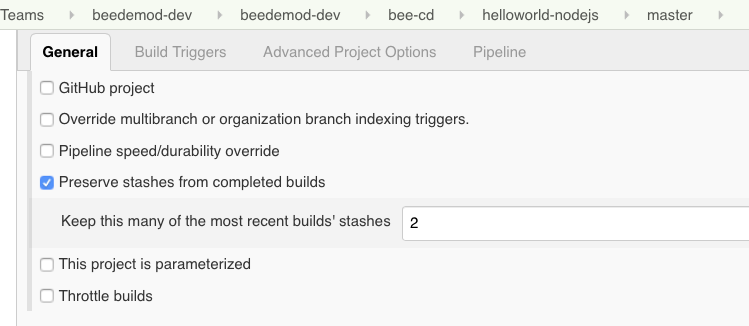 Teams beedemod-dev beedemod-dev bee-cd helloworld-nodejs master
General Build Triggers Advanced Project Options Pipeline
GitHub project
Override multibranch or organization branch indexing triggers.
Pipeline speed/durability override
Preserve stashes from completed builds
Keep this many of the most recent builds' stashes 2
This project is parameterized
Throttle builds